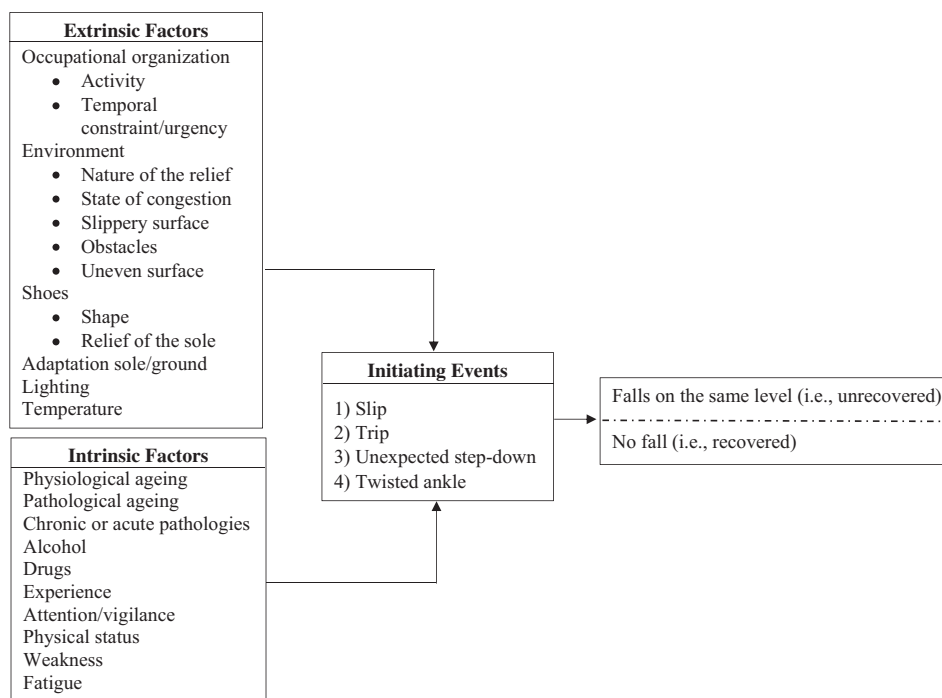 Extrinsic Factors
Occupational organization
• Activity
• Temporal
constraint/urgency
Environment
• Nature of the relief
• State of congestion
• Slippery surface
• Obstacles
• Uneven surface
Shoes
• Shape
• Relief of the sole
Adaptation sole/ground
Lighting
Temperature
Intrinsic Factors
Physiological ageing
Pathological ageing
Chronic or acute pathologies
Alcohol
Drugs
Experience
Attention/vigilance
Physical status
Weakness
Fatigue
Initiating Events
1) Slip
2) Trip
3) Unexpected step-down
4) Twisted ankle
Falls on the same level (i.e., unrecovered)
No fall (i.e., recovered)